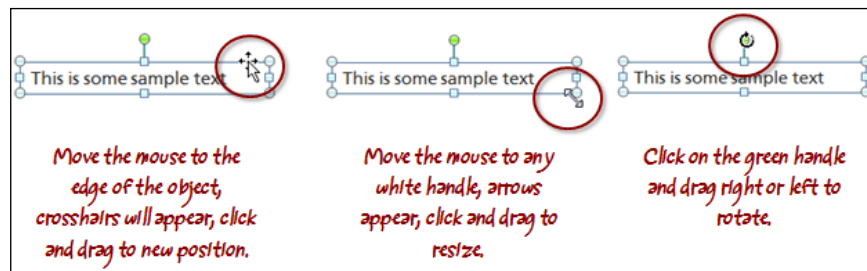 This is some sample text
This is some sample text
This is some sample text
Move the mouse to the
edge of the object,
crosshairs will appear, click
and drag to new position.
Move the mouse to any
white handle, arrows
appear, click and drag to
resize.
Click on the green handle
and drag right or left to
rotate.